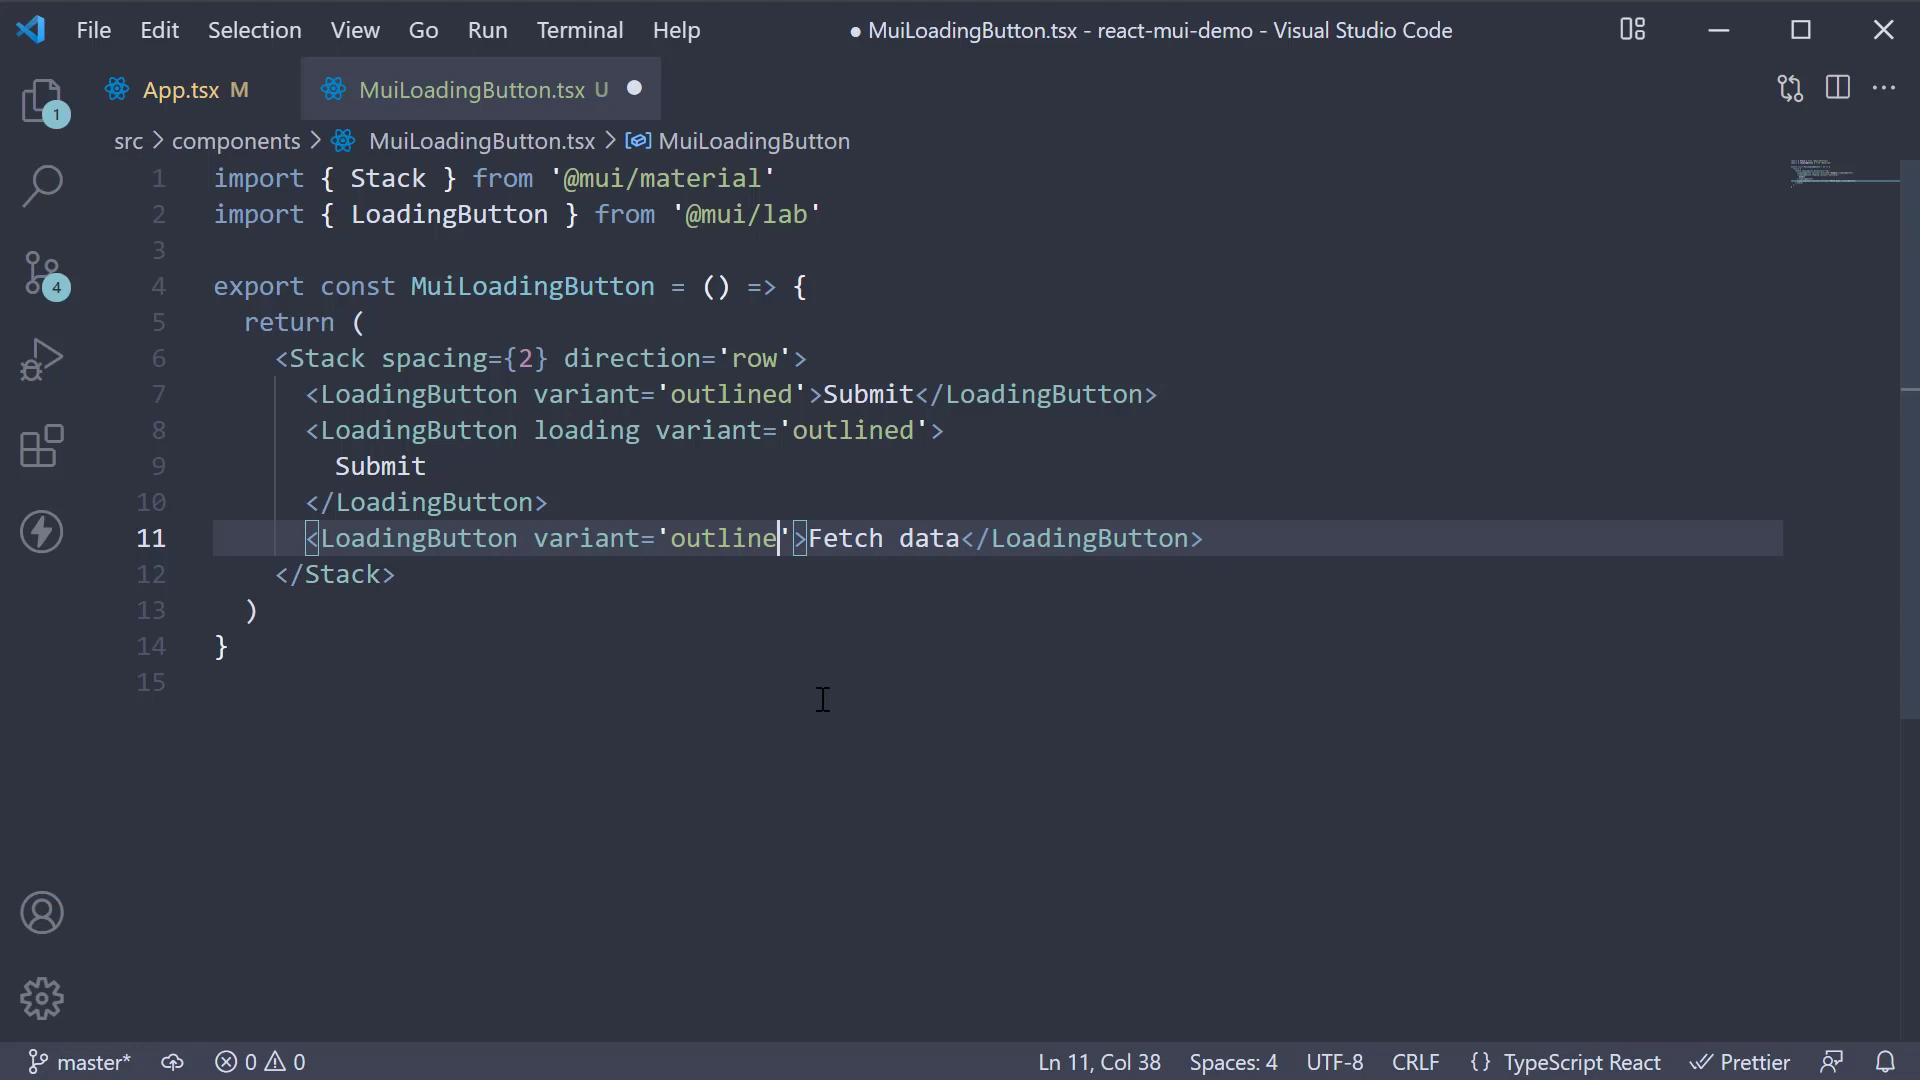 File Edit Selection View Go Run Terminal Help ● MuiLoadingButton.tsx - react-mui-demo - Visual Studio Code
App.tsx M MuiLoadingButton.tsx U
1
src > components > MuiLoadingButton.tsx > MuiLoadingButton
1 import { Stack } from '@mui/material'
2 import { LoadingButton } from '@mui/lab'
3
4 export const MuiLoadingButton = () => {
4
5 return (
6 <Stack spacing={2} direction='row'>
7 <LoadingButton variant='outlined'>Submit</LoadingButton>
8 <LoadingButton loading variant='outlined'>
9 Submit
10 </LoadingButton>
11 <LoadingButton variant='outline'>Fetch data</LoadingButton>
12 </Stack>
13 )
14 }
15
master* 0 0 Ln 11, Col 38 Spaces: 4 UTF-8 CRLF {} TypeScript React Prettier